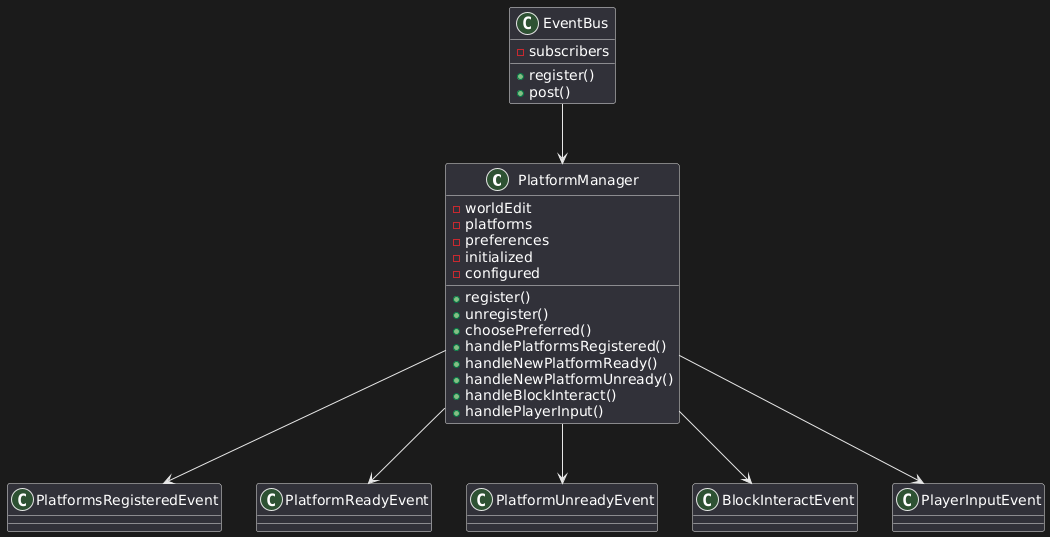 C EventBus
subscribers
register()
post()
C PlatformManager
worldEdit
platforms
preferences
initialized
configured
register()
unregister()
choosePreferred()
handlePlatformsRegistered()
handleNewPlatformReady()
handleNewPlatformUnready()
handleBlockInteract()
handlePlayerInput()
C PlatformsRegisteredEvent
C PlatformReadyEvent
C PlatformUnreadyEvent
C BlockInteractEvent
C PlayerInputEvent